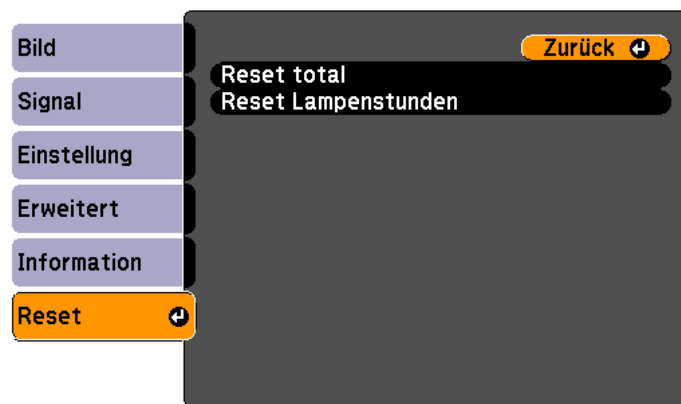 Bild
Signal
Einstellung
Erweitert
Information
Reset
Zurück
Reset total
Reset Lampenstunden